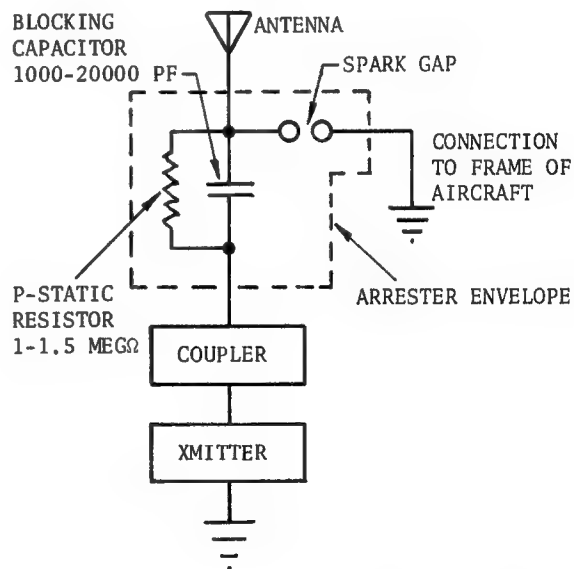 BLOCKING
CAPACITOR
1000-20000 PF
ANTENNA
SPARK GAP
CONNECTION
TO FRAME OF
AIRCRAFT
P-STATIC
RESISTOR
1-1.5 MEGΩ
ARRESTER ENVELOPE
COUPLER
XMITTER